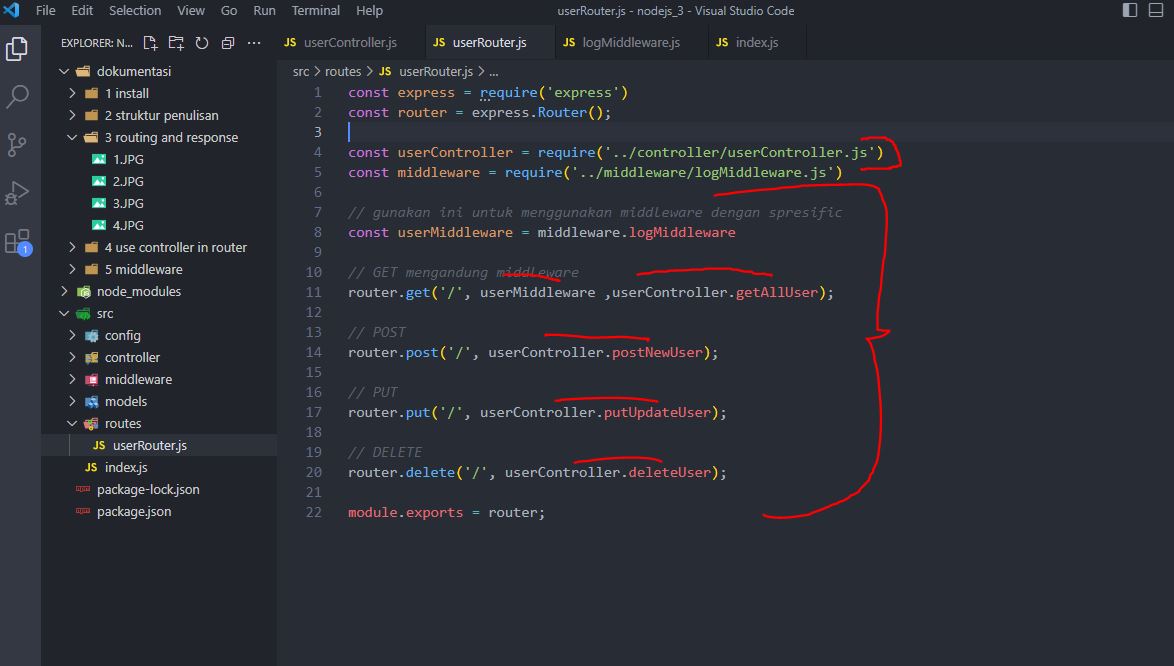 File Edit Selection View Go Run Terminal Help
userRouter.js - nodejs_3 - Visual Studio Code
EXPLORER: N...
dokumentasi
1 install
2 struktur penulisan
3 routing and response
1.JPG
2.JPG
3.JPG
4.JPG
4 use controller in router
5 middleware
node_modules
src
config
controller
middleware
models
routes
JS userRouter.js
JS index.js
package-lock.json
package.json
1
JS userController.js JS userRouter.js JS logMiddleware.js JS index.js
src > routes > JS userRouter.js > ...
1 const express = require('express')
2 const router = express.Router();
3
4 const userController = require('../controller/userController.js')
5 const middleware = require('../middleware/logMiddleware.js')
6
7 // gunakan ini untuk menggunakan middleware dengan spresific
8 const userMiddleware = middleware.logMiddleware
9
10 // GET mengandung middleware
11 router.get('/', userMiddleware ,userController.getAllUser);
12
13 // POST
14 router.post('/', userController.postNewUser);
15
16 // PUT
17 router.put('/', userController.putUpdateUser);
18
19 // DELETE
20 router.delete('/', userController.deleteUser);
21
22 module.exports = router;